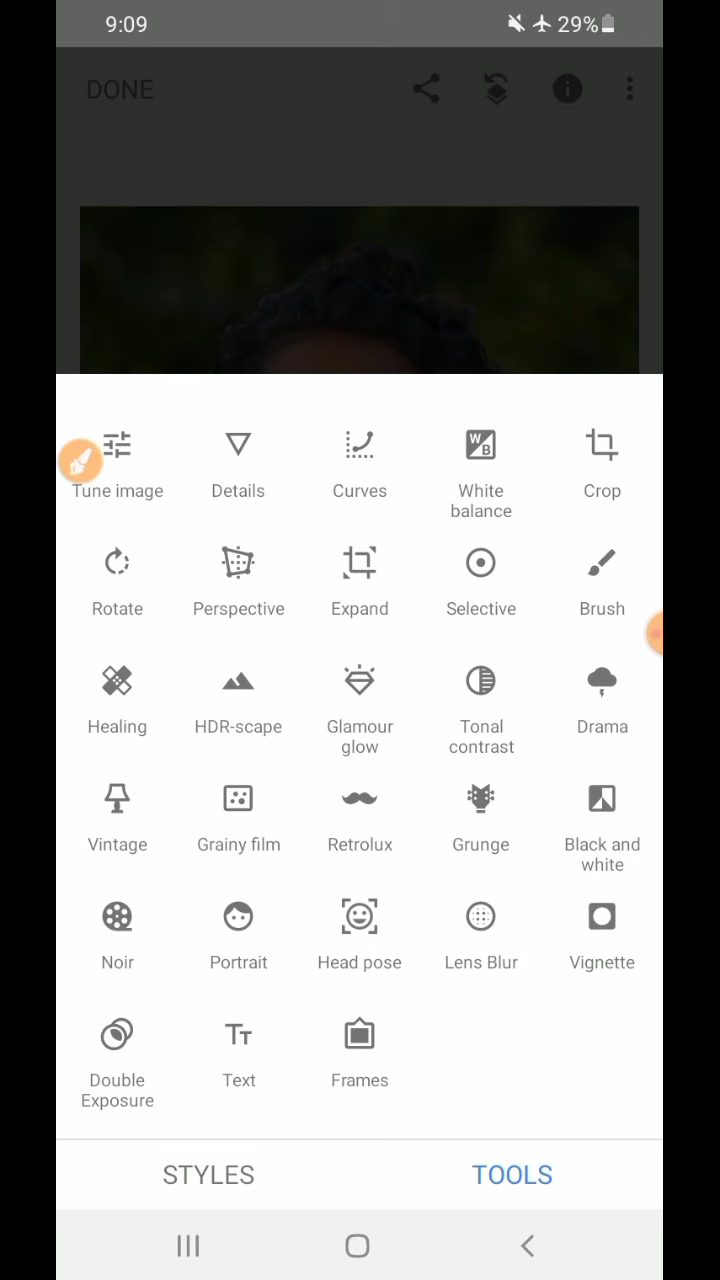 9:09 29%
DONE
Tune image Details Curves White balance Crop
Rotate Perspective Expand Selective Brush
Healing HDR-scape Glamour glow Tonal contrast Drama
Vintage Grainy film Retrolux Grunge Black and white
Noir Portrait Head pose Lens Blur Vignette
Double Exposure Text Frames
STYLES TOOLS